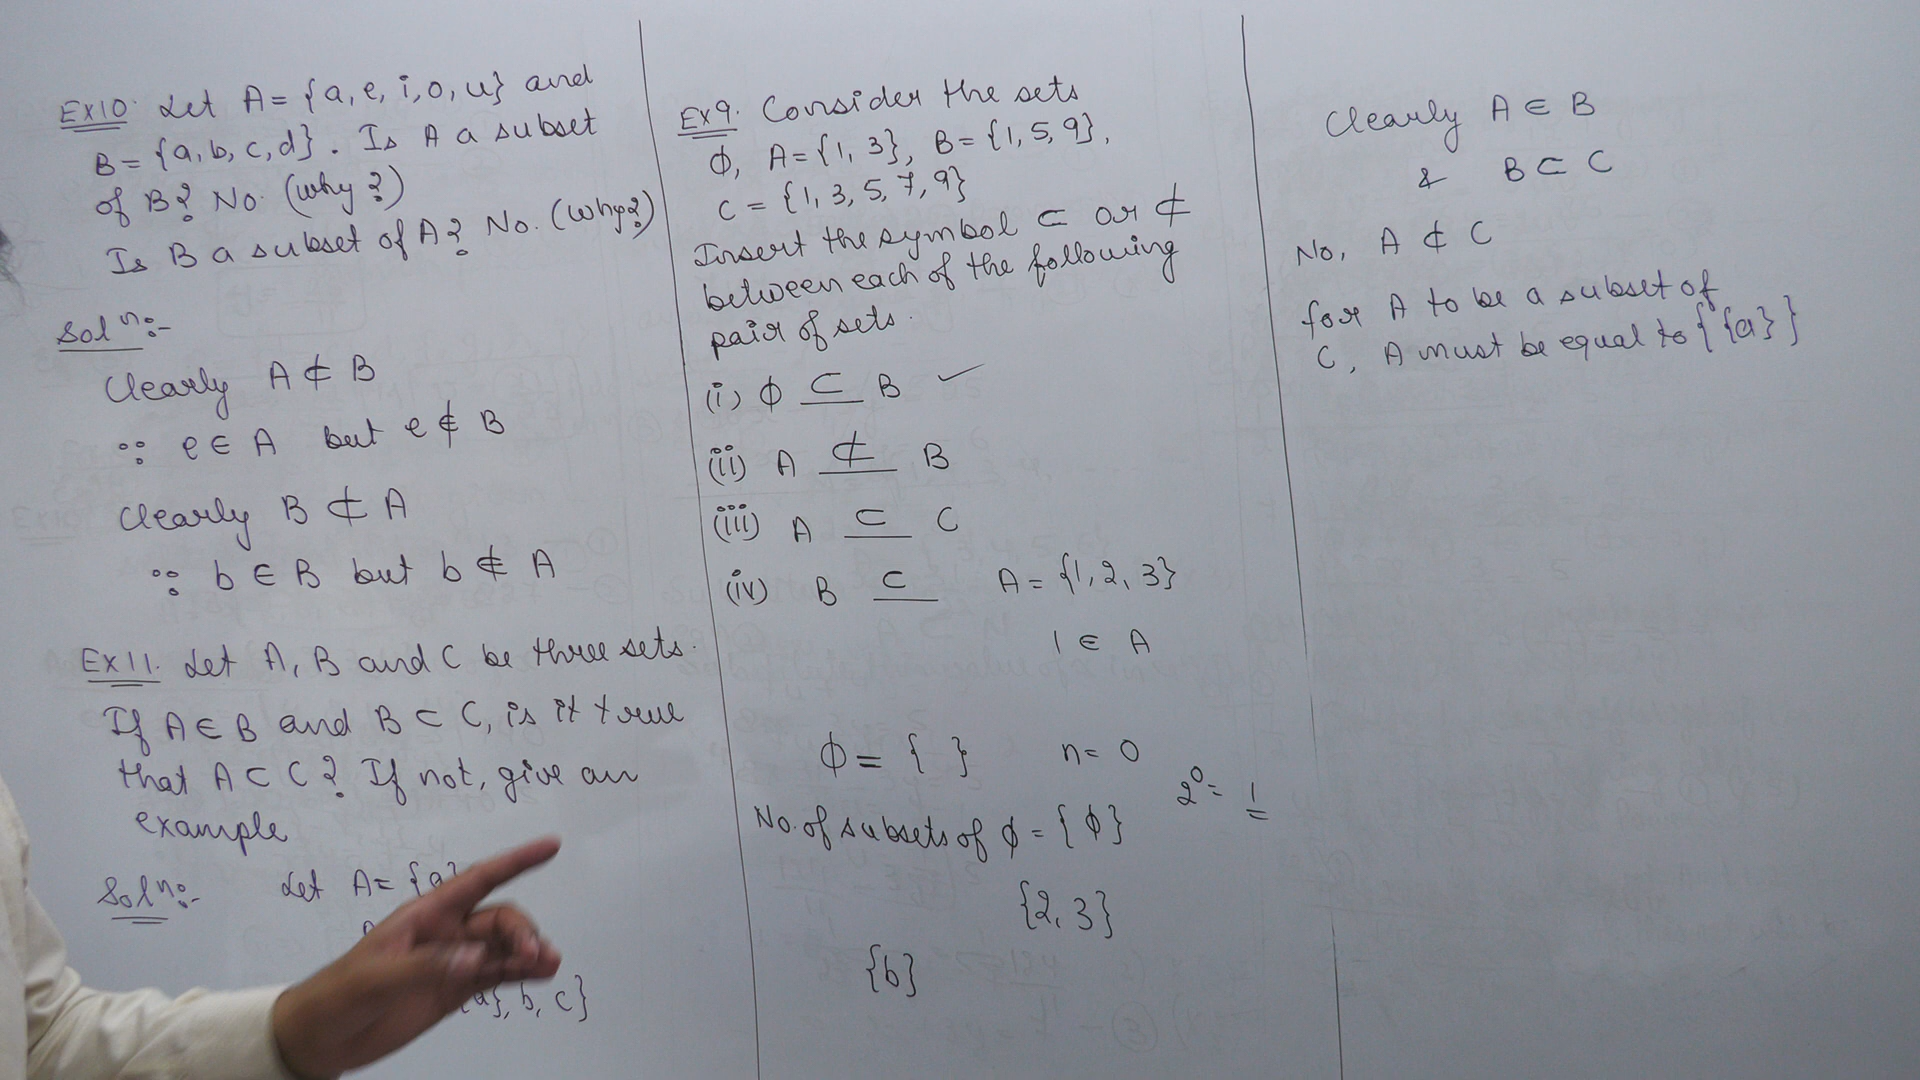 Ex10. Let A = {a, e, i, o, u} and
B = {a, b, c, d}. Is A a subset
of B? No. (why?)
Is B a subset of A? No. (why?)
Solⁿ:-
Clearly A ⊄ B
∵ e ∈ A but e ∉ B
Clearly B ⊄ A
∵ b ∈ B but b ∉ A
Ex11. Let A, B and C be three sets.
If A ∈ B and B ⊂ C, is it true
that A ⊂ C? If not, give an
example
Solⁿ:- Let A = {a}
{a}, b, c}
Ex9. Consider the sets
ϕ, A = {1, 3}, B = {1, 5, 9},
C = {1, 3, 5, 7, 9}
Insert the symbol ⊂ or ⊄
between each of the following
pair of sets.
(i) ϕ ⊂ B ✓
(ii) A ⊄ B
(iii) A ⊂ C
(iv) B ⊂
A = {1, 2, 3}
1 ∈ A
ϕ = { } n = 0
2⁰ = 1
No. of subsets of ϕ = {ϕ}
{2, 3}
{b}
Clearly A ∈ B
& B ⊂ C
No, A ⊄ C
for A to be a subset of
C, A must be equal to {{a}}